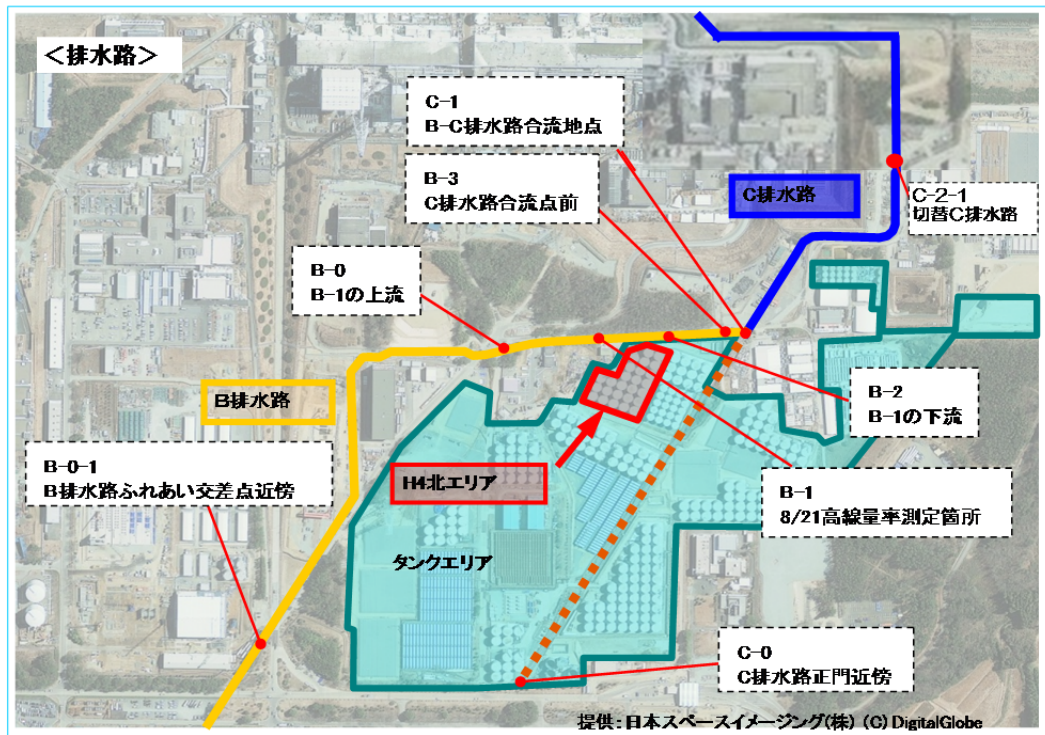 ＜排水路＞
C-1
B-C排水路合流地点
B-3
C排水路合流点前
C排水路
C-2-1
切替C排水路
B-0
B-1の上流
B排水路
B-2
B-1の下流
B-0-1
B排水路ふれあい交差点近傍
H4北エリア
B-1
8/21高線量率測定箇所
タンクエリア
C-0
C排水路正門近傍
提供：日本スペースイメージング(株) (C) DigitalGlobe